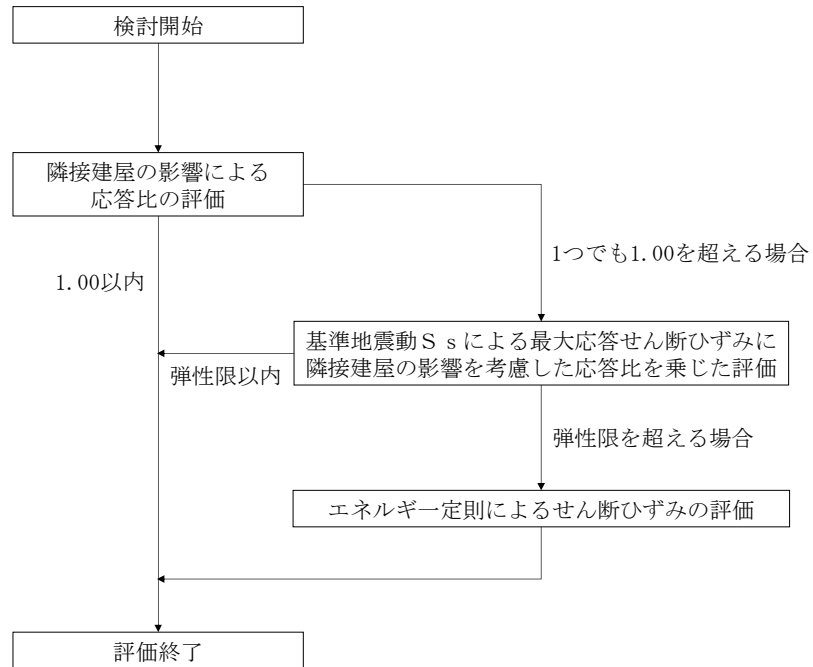 検討開始
隣接建屋の影響による
応答比の評価
1つでも1.00を超える場合
1.00以内
基準地震動Ｓｓによる最大応答せん断ひずみに
隣接建屋の影響を考慮した応答比を乗じた評価
弾性限以内
弾性限を超える場合
エネルギー定則によるせん断ひずみの評価
評価終了